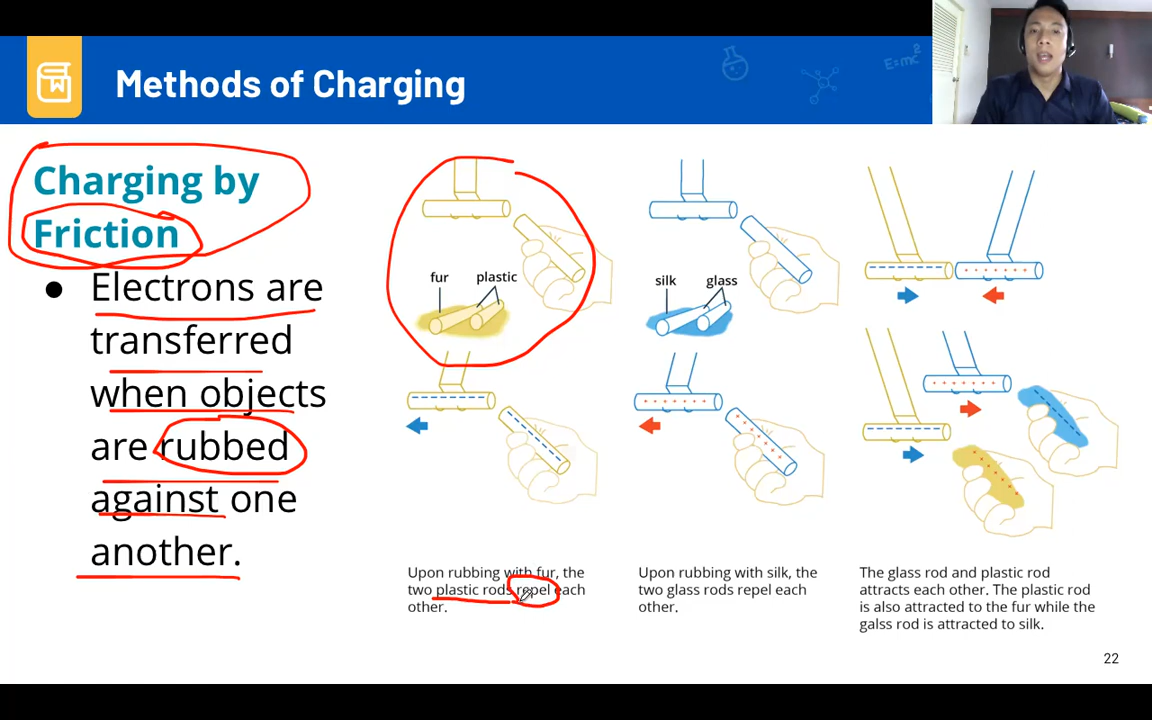 E=mc²
Methods of Charging
Charging by
Friction
● Electrons are
transferred
when objects
are rubbed
against one
another.
fur
plastic
silk
glass
Upon rubbing with fur, the
two plastic rods repel each
other.
Upon rubbing with silk, the
two glass rods repel each
other.
The glass rod and plastic rod
attracts each other. The plastic rod
is also attracted to the fur while the
galss rod is attracted to silk.
22